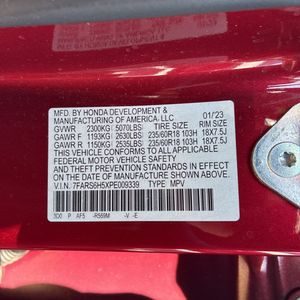 MFD. BY HONDA DEVELOPMENT &
MANUFACTURING OF AMERICA, LLC 01/23
GVWR 2300KG( 5070LBS) TIRE SIZE RIM SIZE
GAWR F 1193KG( 2630LBS) 235/60R18 103H 18X7.5J
GAWR R 1150KG( 2535LBS) 235/60R18 103H 18X7.5J
THIS VEHICLE CONFORMS TO ALL APPLICABLE
FEDERAL MOTOR VEHICLE SAFETY
AND THEFT PREVENTION STANDARDS IN EFFECT
ON THE DATE OF MANUFACTURE SHOWN ABOVE.
V.I.N. 7FARS6H5XPE009339 TYPE MPV
P AF5 -R569M -V -E